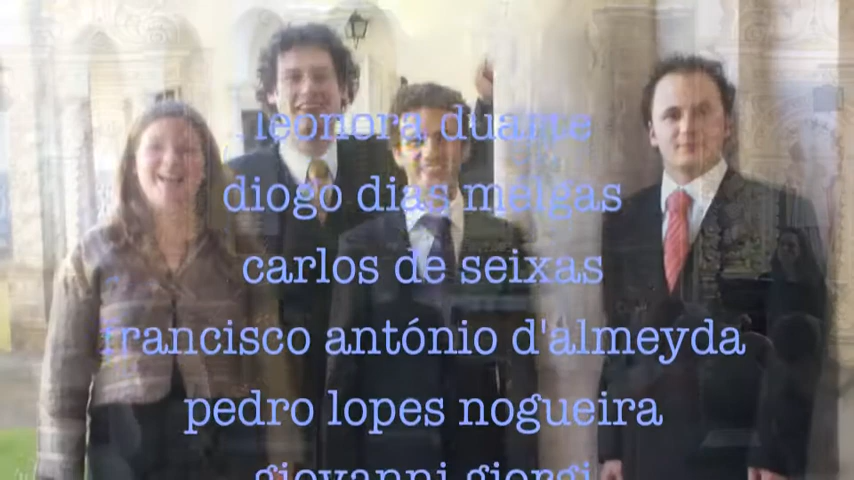 leonora duarte
diogo dias melgas
carlos de seixas
francisco antónio d'almeyda
pedro lopes nogueira
giovanni giorgi